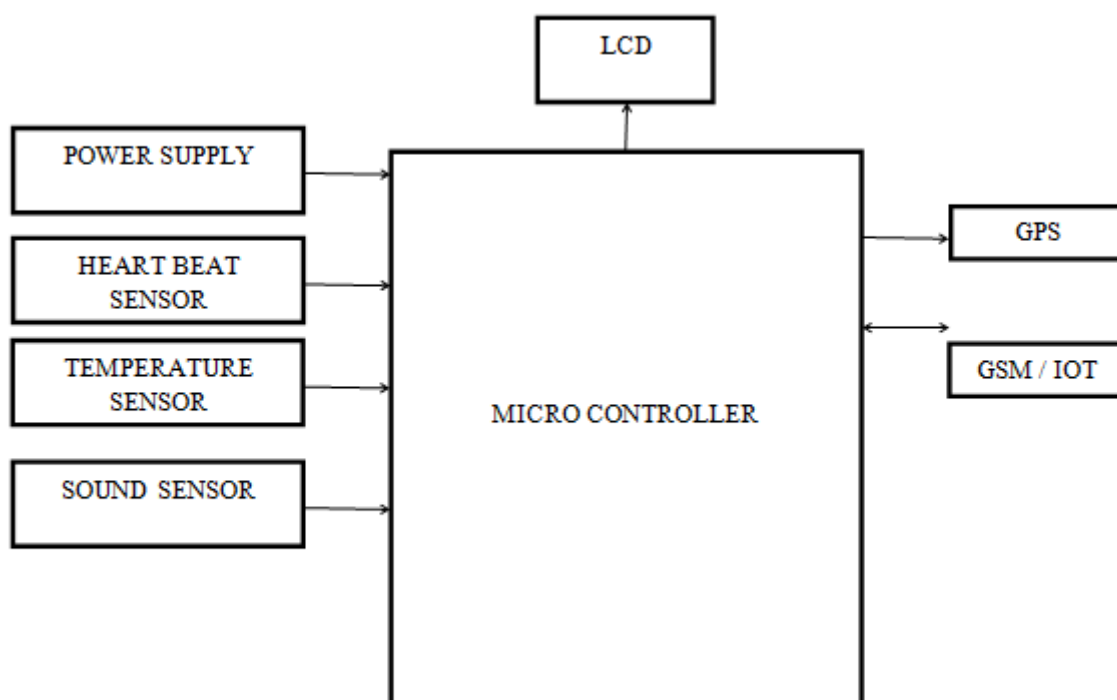 LCD
POWER SUPPLY
HEART BEAT
SENSOR
GPS
TEMPERATURE
SENSOR
GSM / IOT
MICRO CONTROLLER
SOUND SENSOR